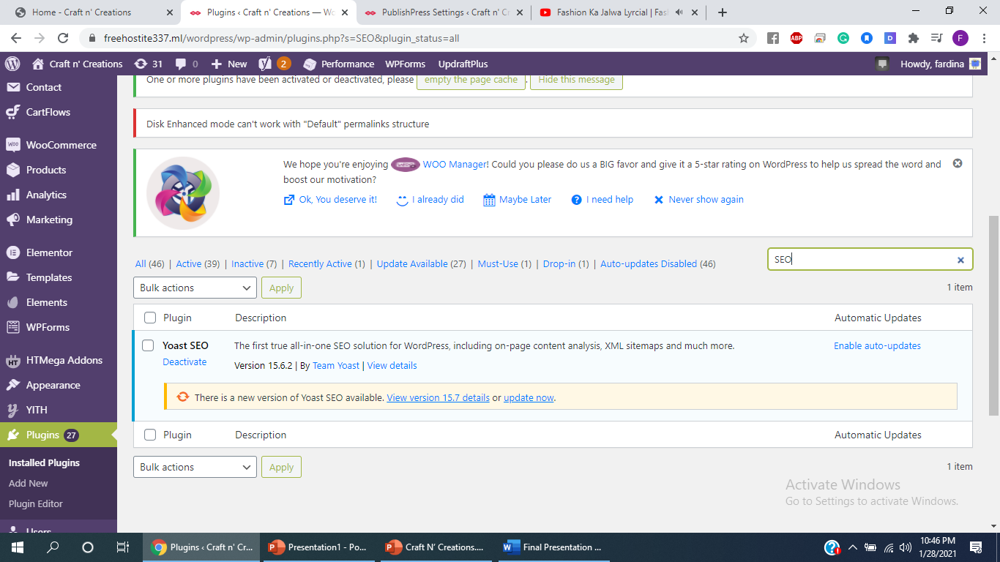 Home - Craft n' Creations
Plugins ‹ Craft n' Creations — Wo
PublishPress Settings ‹ Craft n' Cr
Fashion Ka Jalwa Lyrcial | Fas
freehostite337.ml/wordpress/wp-admin/plugins.php?s=SEO&plugin_status=all
ABP
G
D
F
Craft n' Creations
31
0
New
2
Performance
WPForms
UpdraftPlus
Howdy, fardina
Contact
CartFlows
WooCommerce
Products
Analytics
Marketing
Elementor
Templates
Elements
WPForms
HTMega Addons
Appearance
YITH
Plugins 27
Installed Plugins
Add New
Plugin Editor
Users
One or more plugins have been activated or deactivated, please empty the page cache. Hide this message
Disk Enhanced mode can't work with "Default" permalinks structure
We hope you're enjoying WOO Manager! Could you please do us a BIG favor and give it a 5-star rating on WordPress to help us spread the word and
boost our motivation?
Ok, You deserve it! I already did Maybe Later I need help Never show again
All (46) | Active (39) | Inactive (7) | Recently Active (1) | Update Available (27) | Must-Use (1) | Drop-in (1) | Auto-updates Disabled (46)
SEO
Bulk actions Apply 1 item
Plugin Description Automatic Updates
Yoast SEO The first true all-in-one SEO solution for WordPress, including on-page content analysis, XML sitemaps and much more. Enable auto-updates
Deactivate Version 15.6.2 | By Team Yoast | View details
There is a new version of Yoast SEO available. View version 15.7 details or update now.
Plugin Description Automatic Updates
Bulk actions Apply 1 item
Activate Windows
Go to Settings to activate Windows.
Plugins ‹ Craft n' Cr...
Presentation1 - Po...
Craft N' Creations....
Final Presentation ...
10:46 PM
1/28/2021